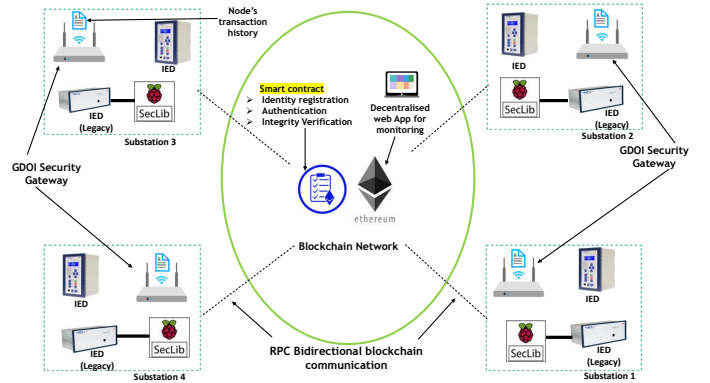 Node's
transaction
history
IED
SecLib
IED
(Legacy)
Substation 3
GDOI Security
Gateway
Smart contract
➢ Identity registration
➢ Authentication
➢ Integrity Verification
Decentralised
web App for
monitoring
ethereum
Blockchain Network
RPC Bidirectional blockchain
communication
IED
SecLib
IED
(Legacy)
Substation 2
GDOI Security
Gateway
IED
SecLib
IED
(Legacy)
Substation 4
IED
SecLib
IED
(Legacy)
Substation 1